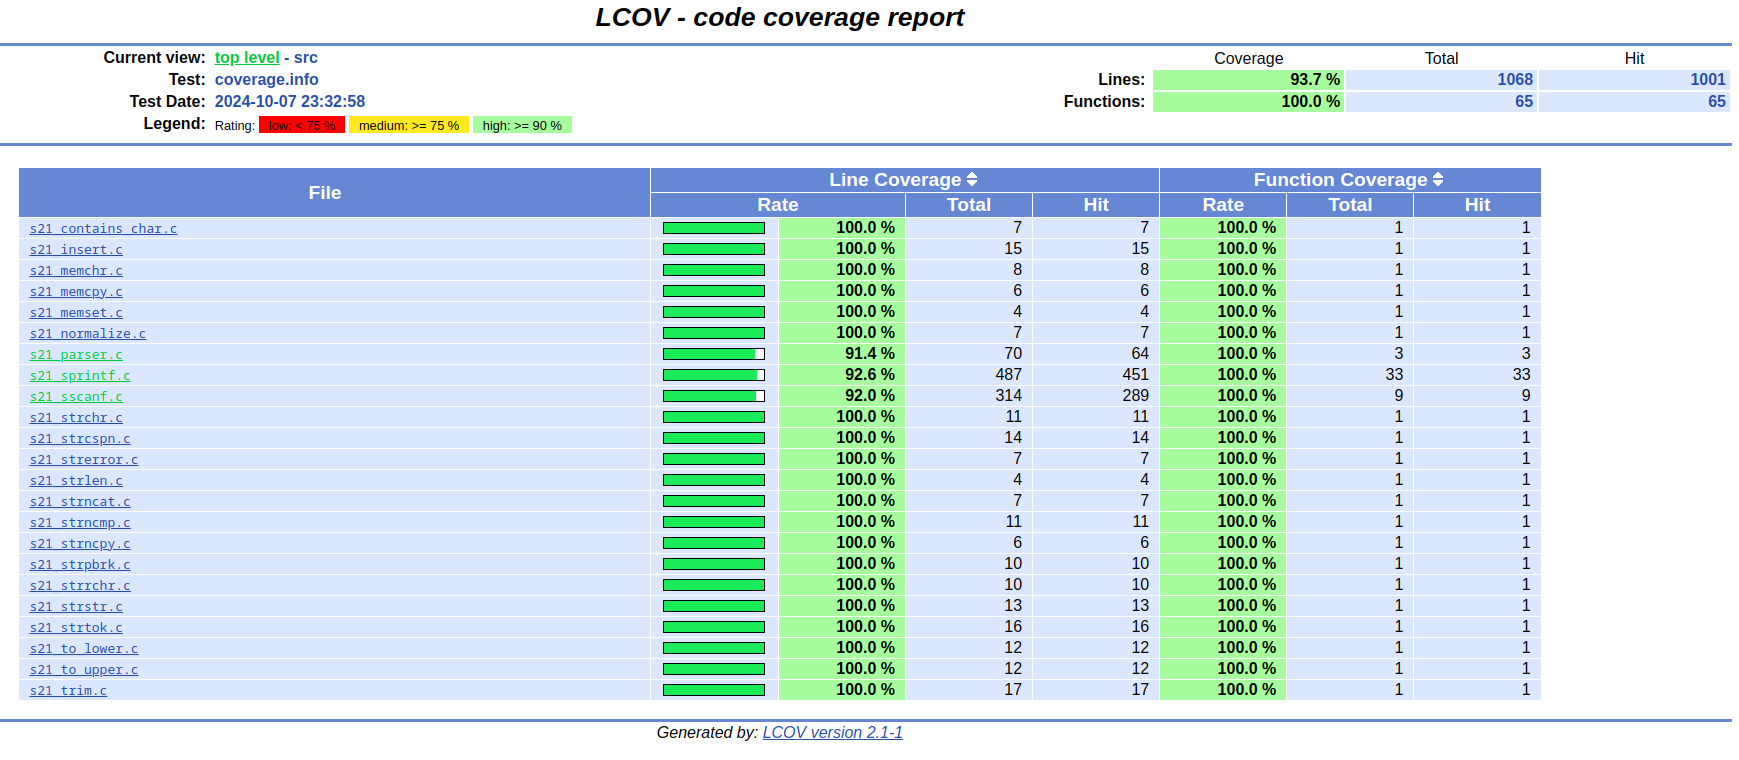 LCOV - code coverage report
Current view: top level - src
Test: coverage.info
Test Date: 2024-10-07 23:32:58
Legend: Rating: low: < 75 % medium: >= 75 % high: >= 90 %
Coverage Total Hit
Lines: 93.7 % 1068 1001
Functions: 100.0 % 65 65
File Line Coverage Function Coverage
Rate Total Hit Rate Total Hit
s21_contains_char.c 100.0 % 7 7 100.0 % 1 1
s21_insert.c 100.0 % 15 15 100.0 % 1 1
s21_memchr.c 100.0 % 8 8 100.0 % 1 1
s21_memcpy.c 100.0 % 6 6 100.0 % 1 1
s21_memset.c 100.0 % 4 4 100.0 % 1 1
s21_normalize.c 100.0 % 7 7 100.0 % 1 1
s21_parser.c 91.4 % 70 64 100.0 % 3 3
s21_sprintf.c 92.6 % 487 451 100.0 % 33 33
s21_sscanf.c 92.0 % 314 289 100.0 % 9 9
s21_strchr.c 100.0 % 11 11 100.0 % 1 1
s21_strcspn.c 100.0 % 14 14 100.0 % 1 1
s21_strerror.c 100.0 % 7 7 100.0 % 1 1
s21_strlen.c 100.0 % 4 4 100.0 % 1 1
s21_strncat.c 100.0 % 7 7 100.0 % 1 1
s21_strncmp.c 100.0 % 11 11 100.0 % 1 1
s21_strncpy.c 100.0 % 6 6 100.0 % 1 1
s21_strpbrk.c 100.0 % 10 10 100.0 % 1 1
s21_strrchr.c 100.0 % 10 10 100.0 % 1 1
s21_strstr.c 100.0 % 13 13 100.0 % 1 1
s21_strtok.c 100.0 % 16 16 100.0 % 1 1
s21_to_lower.c 100.0 % 12 12 100.0 % 1 1
s21_to_upper.c 100.0 % 12 12 100.0 % 1 1
s21_trim.c 100.0 % 17 17 100.0 % 1 1
Generated by: LCOV version 2.1-1